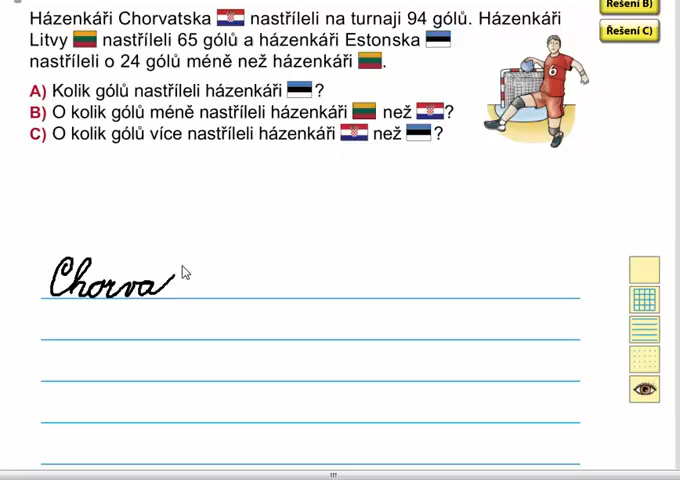 Řešení B)
Řešení C)
Házenkáři Chorvatska nastříleli na turnaji 94 gólů. Házenkáři
Litvy nastříleli 65 gólů a házenkáři Estonska
nastříleli o 24 gólů méně než házenkáři .
A) Kolik gólů nastříleli házenkáři ?
B) O kolik gólů méně nastříleli házenkáři než ?
C) O kolik gólů více nastříleli házenkáři než ?
6
Chorva